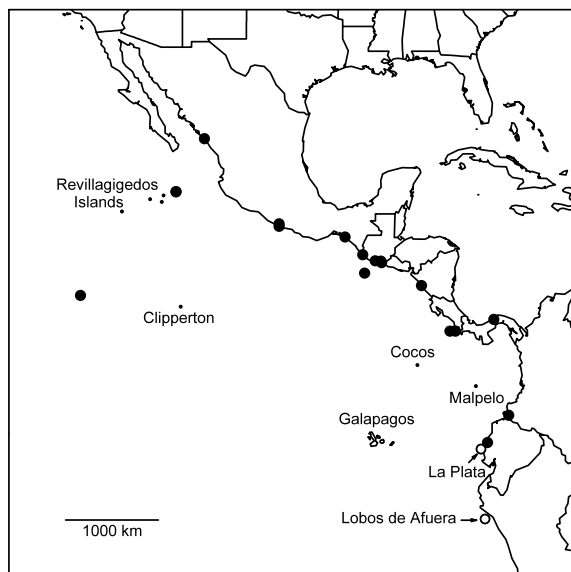 Revillagigedos
Islands
Clipperton
Cocos
Malpelo
Galapagos
La Plata
Lobos de Afuera
1000 km